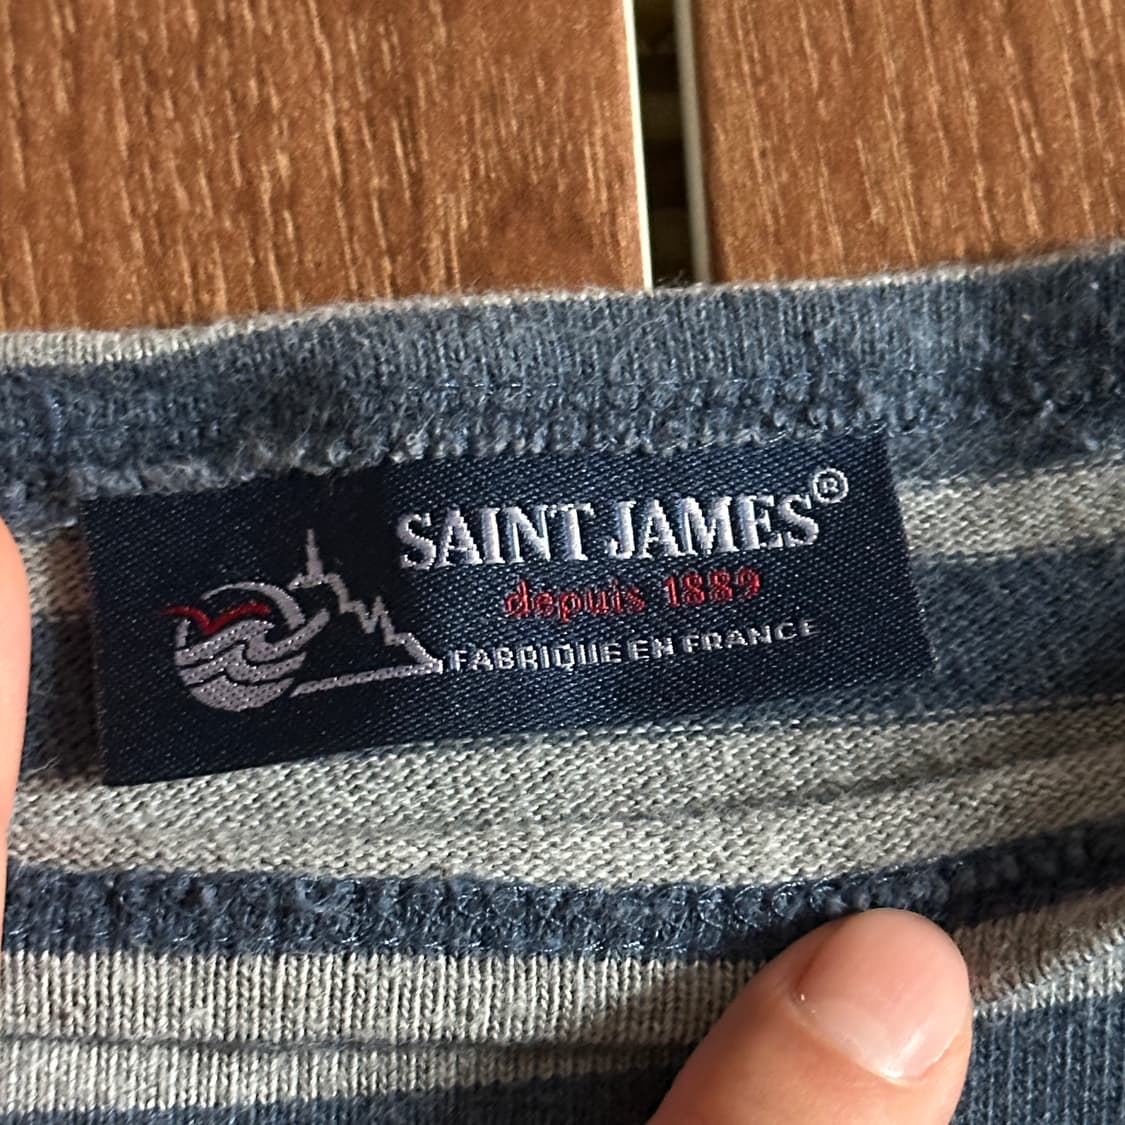 SAINT JAMES®
depuis 1889
FABRIQUE EN FRANCE